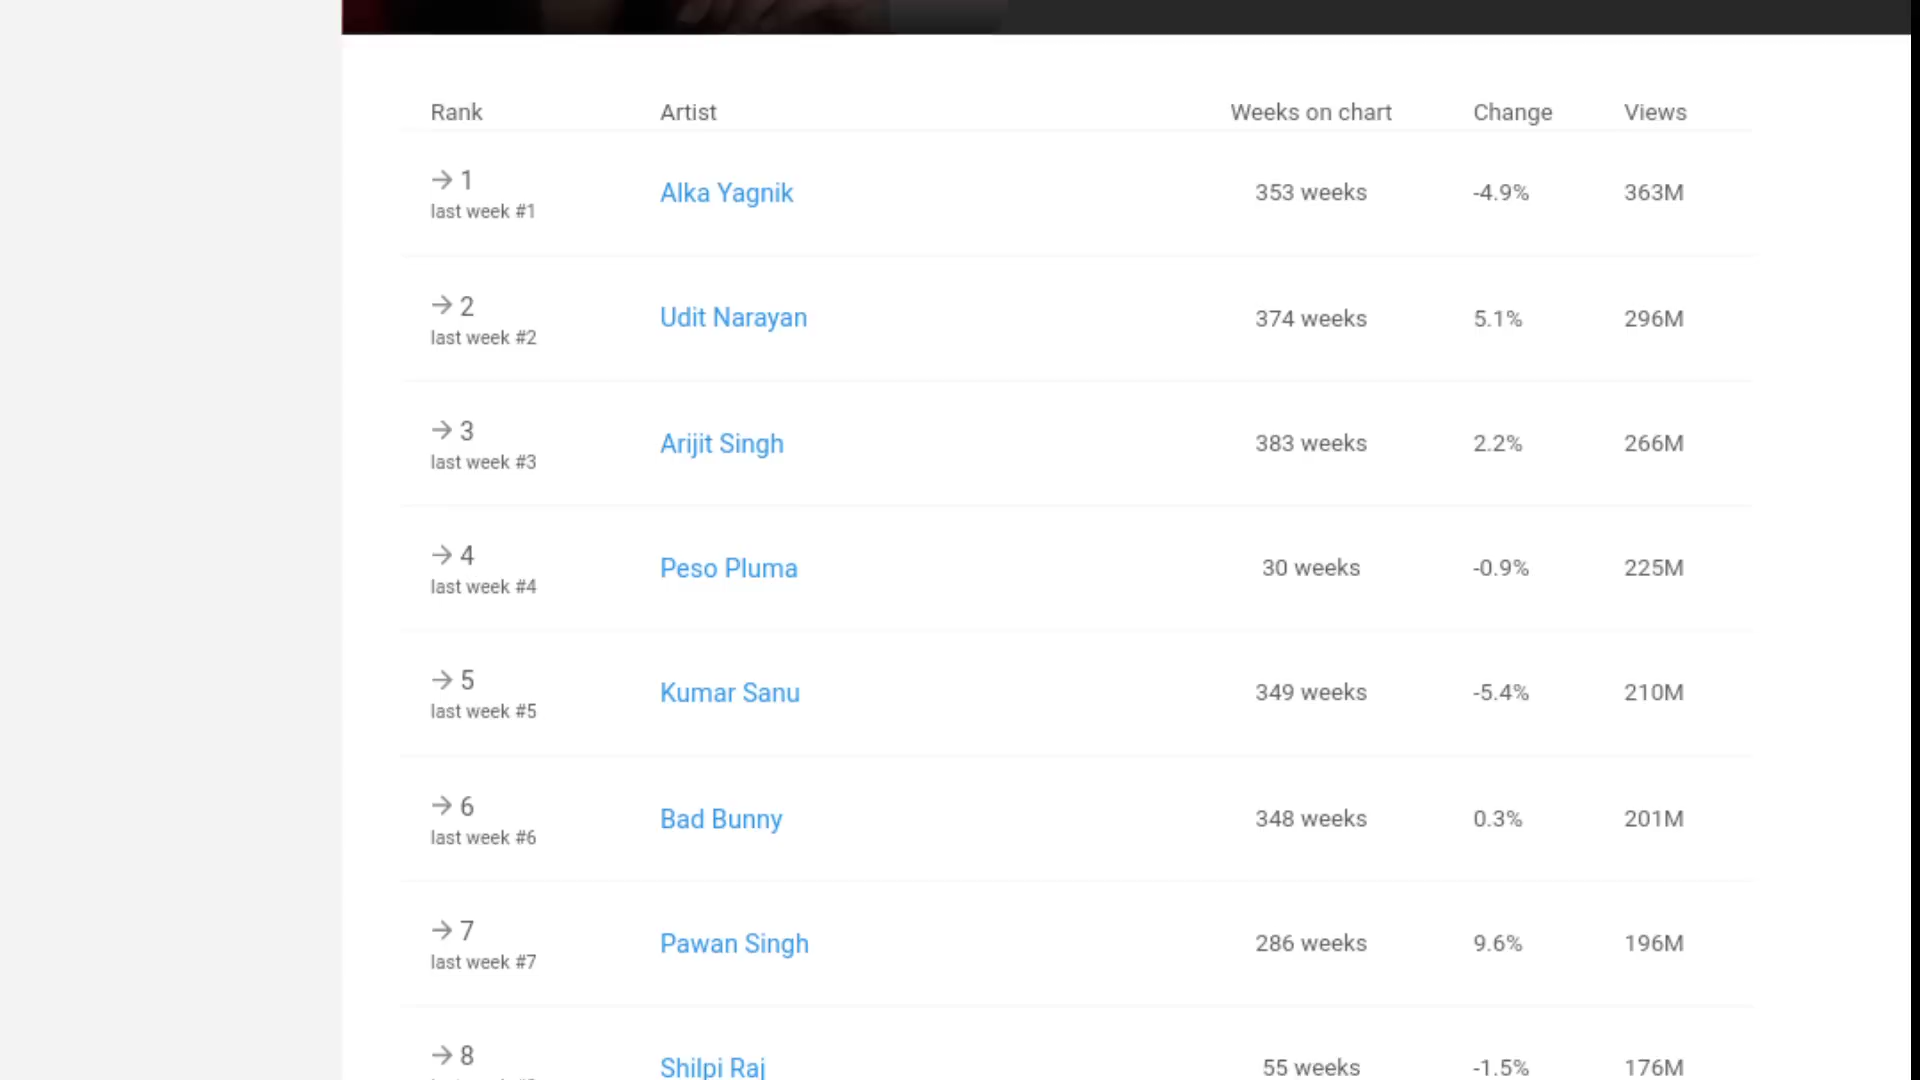 Rank Artist Weeks on chart Change Views
→ 1 Alka Yagnik 353 weeks -4.9% 363M
last week #1
→ 2 Udit Narayan 374 weeks 5.1% 296M
last week #2
→ 3 Arijit Singh 383 weeks 2.2% 266M
last week #3
→ 4 Peso Pluma 30 weeks -0.9% 225M
last week #4
→ 5 Kumar Sanu 349 weeks -5.4% 210M
last week #5
→ 6 Bad Bunny 348 weeks 0.3% 201M
last week #6
→ 7 Pawan Singh 286 weeks 9.6% 196M
last week #7
→ 8 Shilpi Raj 55 weeks -1.5% 176M